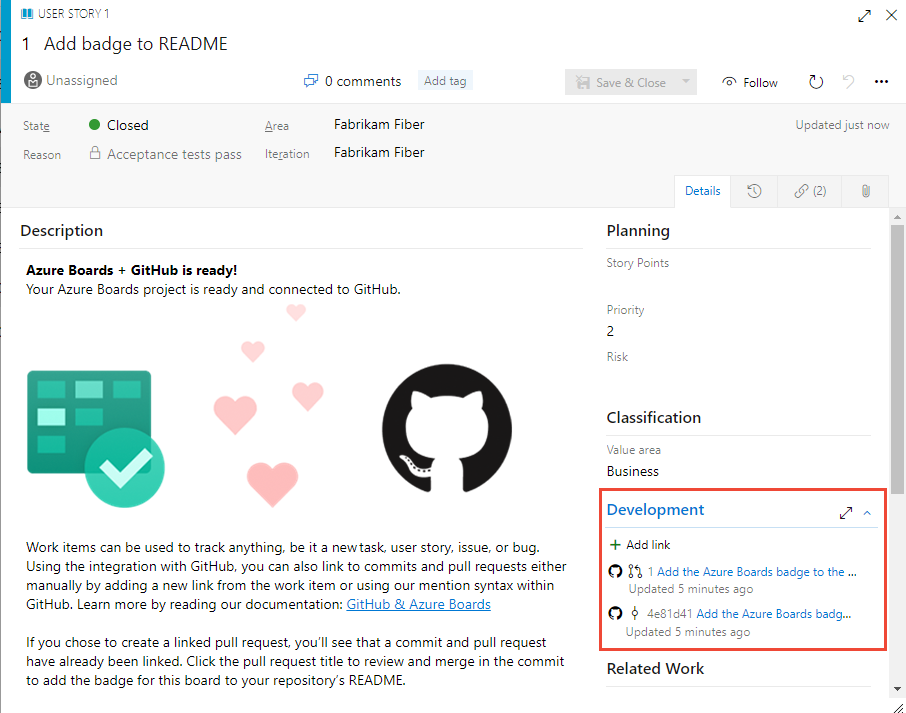 USER STORY 1
1 Add badge to README
Unassigned
0 comments
Add tag
Save & Close
Follow
State
Closed
Area
Fabrikam Fiber
Updated just now
Reason
Acceptance tests pass
Iteration
Fabrikam Fiber
Details
(2)
Description
Azure Boards + GitHub is ready!
Your Azure Boards project is ready and connected to GitHub.
Work items can be used to track anything, be it a new task, user story, issue, or bug.
Using the integration with GitHub, you can also link to commits and pull requests either
manually by adding a new link from the work item or using our mention syntax within
GitHub. Learn more by reading our documentation: GitHub & Azure Boards
If you chose to create a linked pull request, you'll see that a commit and pull request
have already been linked. Click the pull request title to review and merge in the commit
to add the badge for this board to your repository's README.
Planning
Story Points
Priority
2
Risk
Classification
Value area
Business
Development
+ Add link
1 Add the Azure Boards badge to the ...
Updated 5 minutes ago
4e81d41 Add the Azure Boards badg...
Updated 5 minutes ago
Related Work